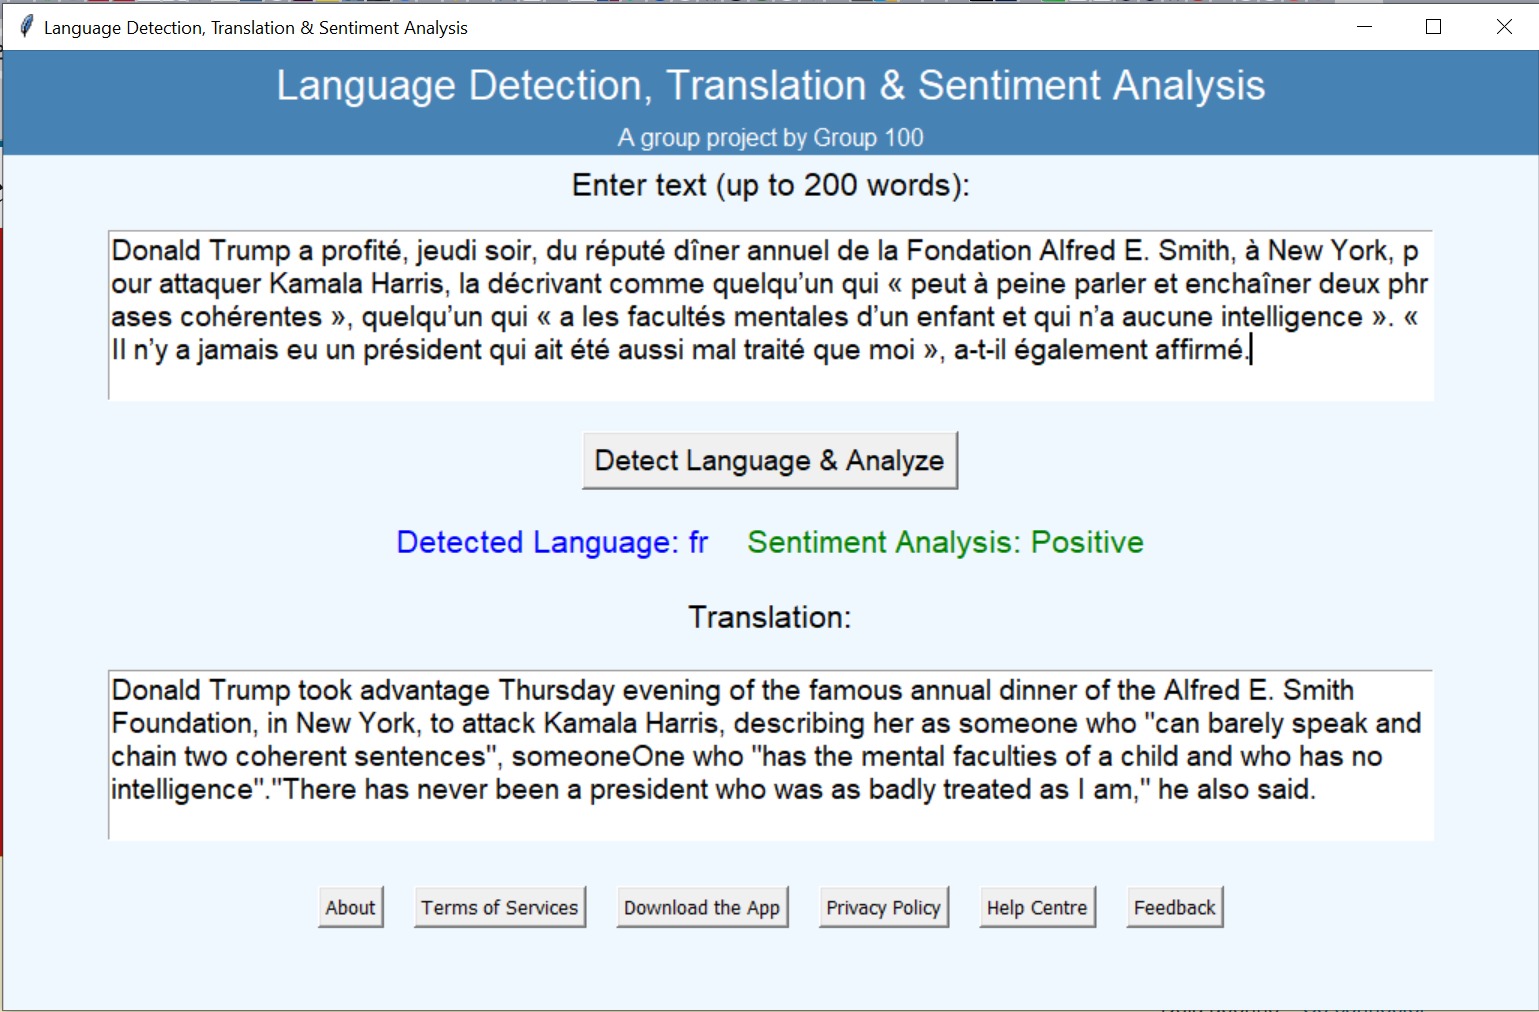 Language Detection, Translation & Sentiment Analysis
Language Detection, Translation & Sentiment Analysis
A group project by Group 100
Enter text (up to 200 words):
Donald Trump a profité, jeudi soir, du réputé dîner annuel de la Fondation Alfred E. Smith, à New York, p
our attaquer Kamala Harris, la décrivant comme quelqu’un qui « peut à peine parler et enchaîner deux phr
ases cohérentes », quelqu’un qui « a les facultés mentales d’un enfant et qui n’a aucune intelligence ». «
Il n’y a jamais eu un président qui ait été aussi mal traité que moi », a-t-il également affirmé.
Detect Language & Analyze
Detected Language: fr Sentiment Analysis: Positive
Translation:
Donald Trump took advantage Thursday evening of the famous annual dinner of the Alfred E. Smith
Foundation, in New York, to attack Kamala Harris, describing her as someone who "can barely speak and
chain two coherent sentences", someoneOne who "has the mental faculties of a child and who has no
intelligence"."There has never been a president who was as badly treated as I am," he also said.
About Terms of Services Download the App Privacy Policy Help Centre Feedback